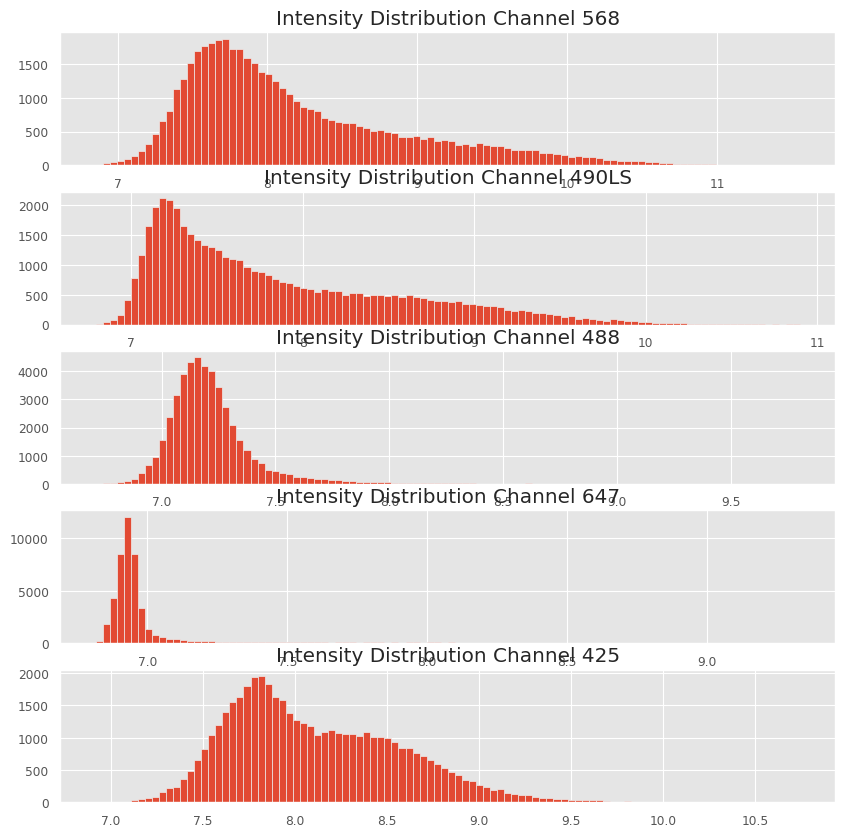 Intensity Distribution Channel 568
1500
1000
500
0
7 8 9 10 11
Intensity Distribution Channel 490LS
2000
1500
1000
500
0
7 8 9 10 11
Intensity Distribution Channel 488
4000
3000
2000
1000
0
7.0 7.5 8.0 8.5 9.0 9.5
Intensity Distribution Channel 647
10000
5000
0
7.0 7.5 8.0 8.5 9.0
Intensity Distribution Channel 425
2000
1500
1000
500
0
7.0 7.5 8.0 8.5 9.0 9.5 10.0 10.5